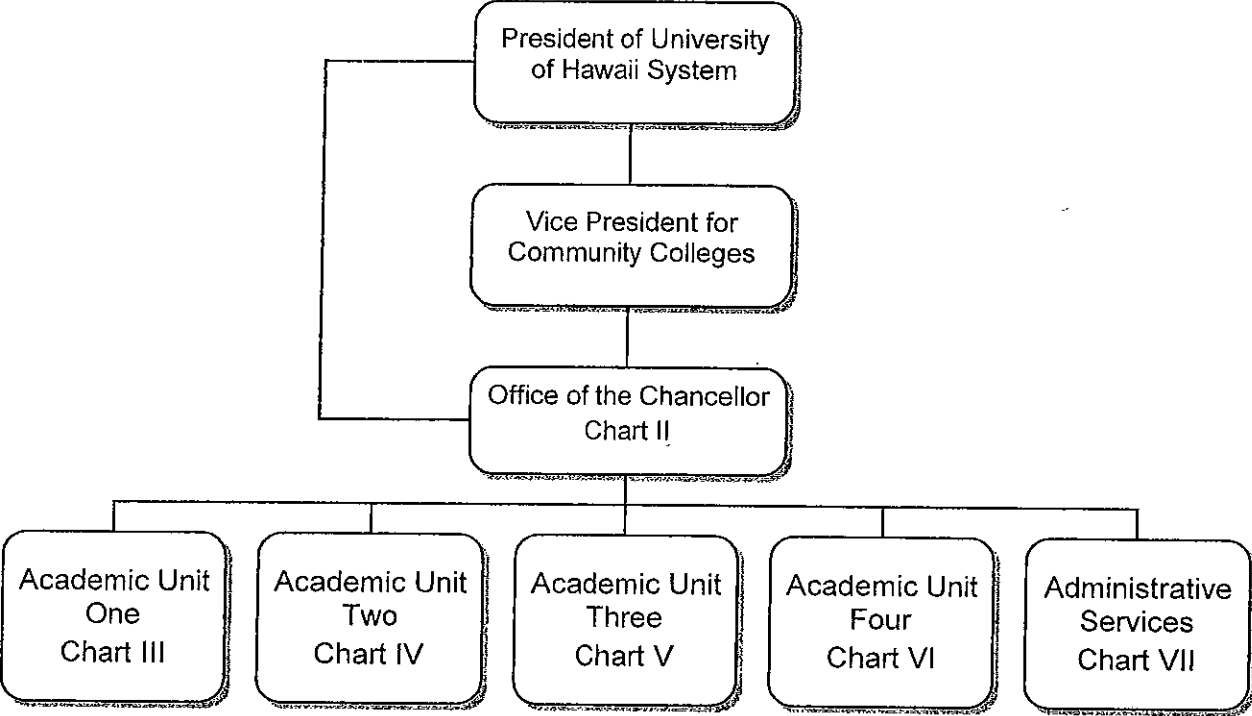 President of University
of Hawaii System
Vice President for
Community Colleges
Office of the Chancellor
Chart II
Academic Unit
One
Chart III
Academic Unit
Two
Chart IV
Academic Unit
Three
Chart V
Academic Unit
Four
Chart VI
Administrative
Services
Chart VII